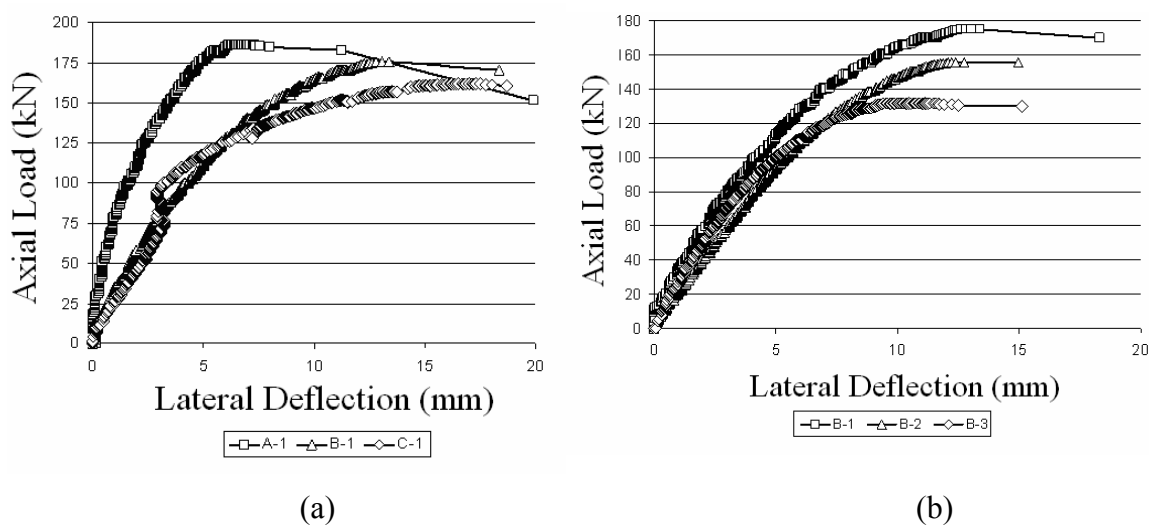 200
175
150
125
100
75
50
25
0
Axial Load (kN)
0 5 10 15 20
Lateral Deflection (mm)
A-1 B-1 C-1
(a)
180
160
140
120
100
80
60
40
20
0
Axial Load (kN)
0 5 10 15 20
Lateral Deflection (mm)
B-1 B-2 B-3
(b)